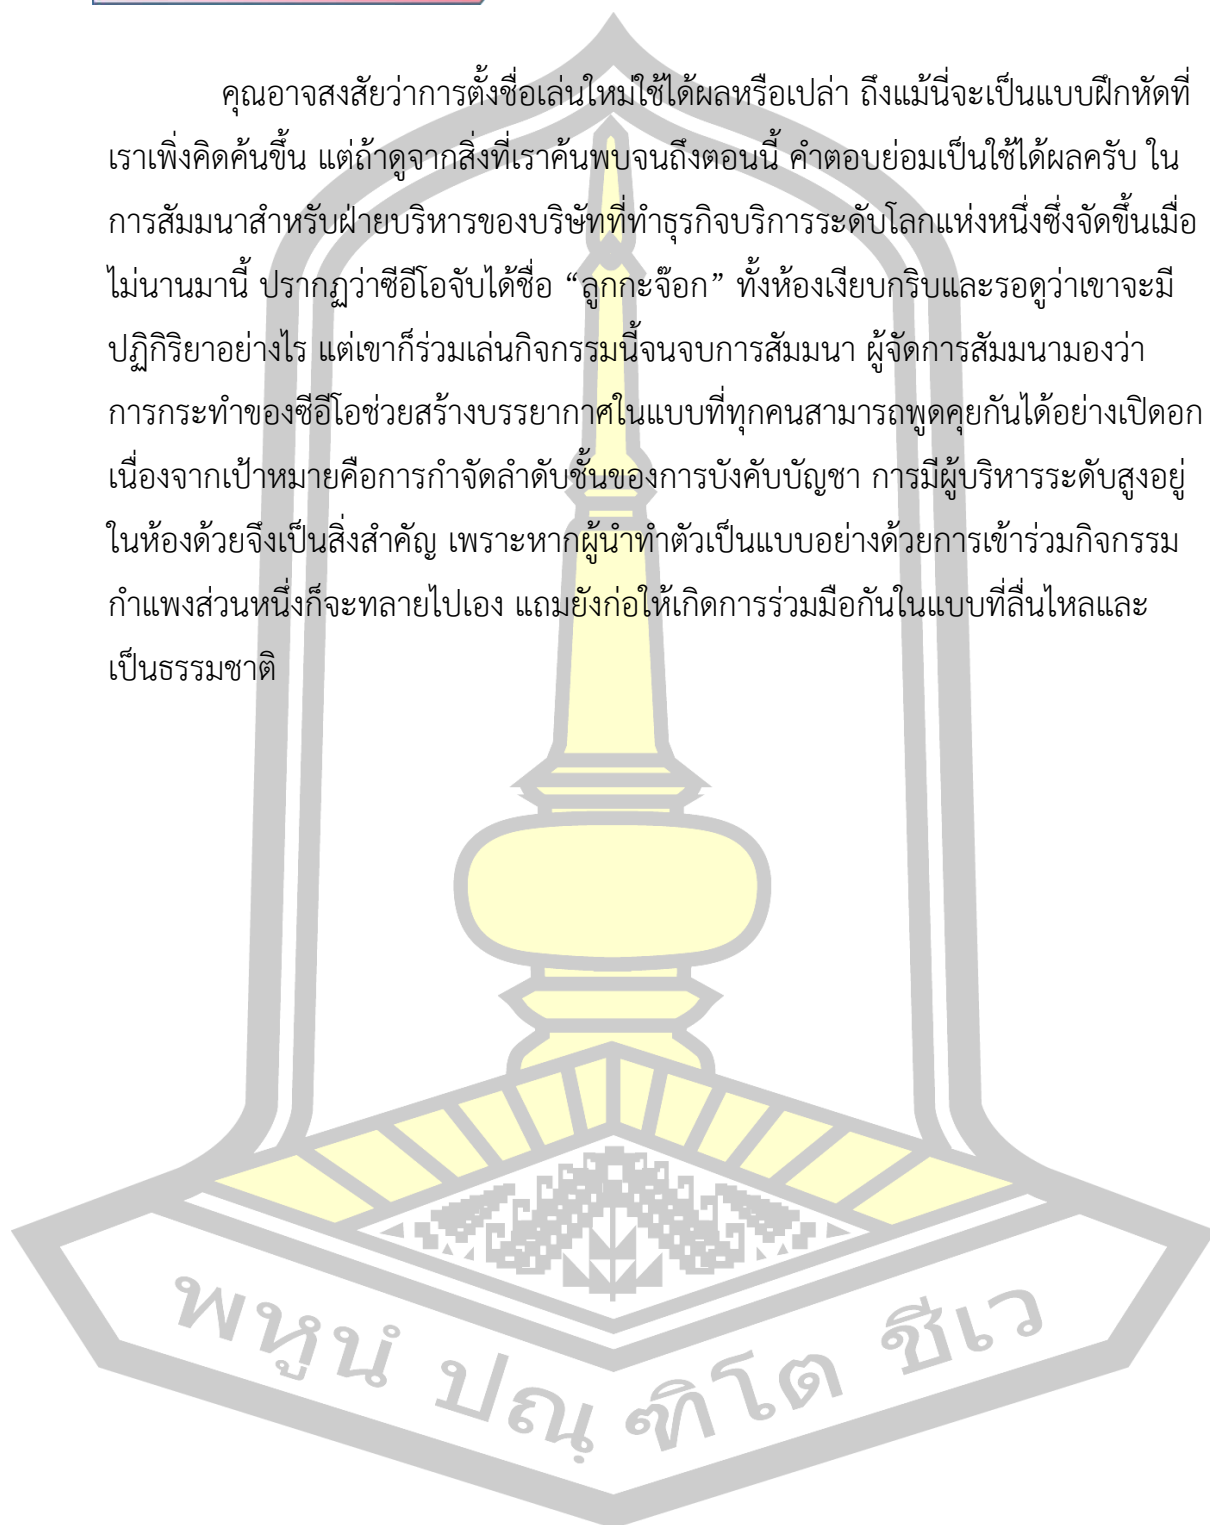 คุณอาจสงสัยว่าการตั้งชื่อเล่นใหม่ใช้ได้ผลหรือเปล่า ถึงแม้นี่จะเป็นแบบฝึกหัดที่
เราเพิ่งคิดค้นขึ้น แต่ถ้าดูจากสิ่งที่เราค้นพบจนถึงตอนนี้ คำตอบย่อมเป็นใช้ได้ผลครับ ใน
การสัมมนาสำหรับฝ่ายบริหารของบริษัทที่ทำธุรกิจบริการระดับโลกแห่งหนึ่งซึ่งจัดขึ้นเมื่อ
ไม่นานมานี้ ปรากฏว่าซีอีโอจับได้ชื่อ “ลูกกะจ๊อก” ทั้งห้องเงียบกริบและรอดูว่าเขาจะมี
ปฏิกิริยาอย่างไร แต่เขาก็ร่วมเล่นกิจกรรมนี้จนจบการสัมมนา ผู้จัดการสัมมนามองว่า
การกระทำของซีอีโอช่วยสร้างบรรยากาศในแบบที่ทุกคนสามารถพูดคุยกันได้อย่างเปิดอก
เนื่องจากเป้าหมายคือการกำจัดลำดับชั้นของการบังคับบัญชา การมีผู้บริหารระดับสูงอยู่
ในห้องด้วยจึงเป็นสิ่งสำคัญ เพราะหากผู้นำทำตัวเป็นแบบอย่างด้วยการเข้าร่วมกิจกรรม
กำแพงส่วนหนึ่งก็จะทลายไปเอง แถมยังก่อให้เกิดการร่วมมือกันในแบบที่ลื่นไหลและ
เป็นธรรมชาติ
พหูนํ ปณฺฑิโต ชีเว